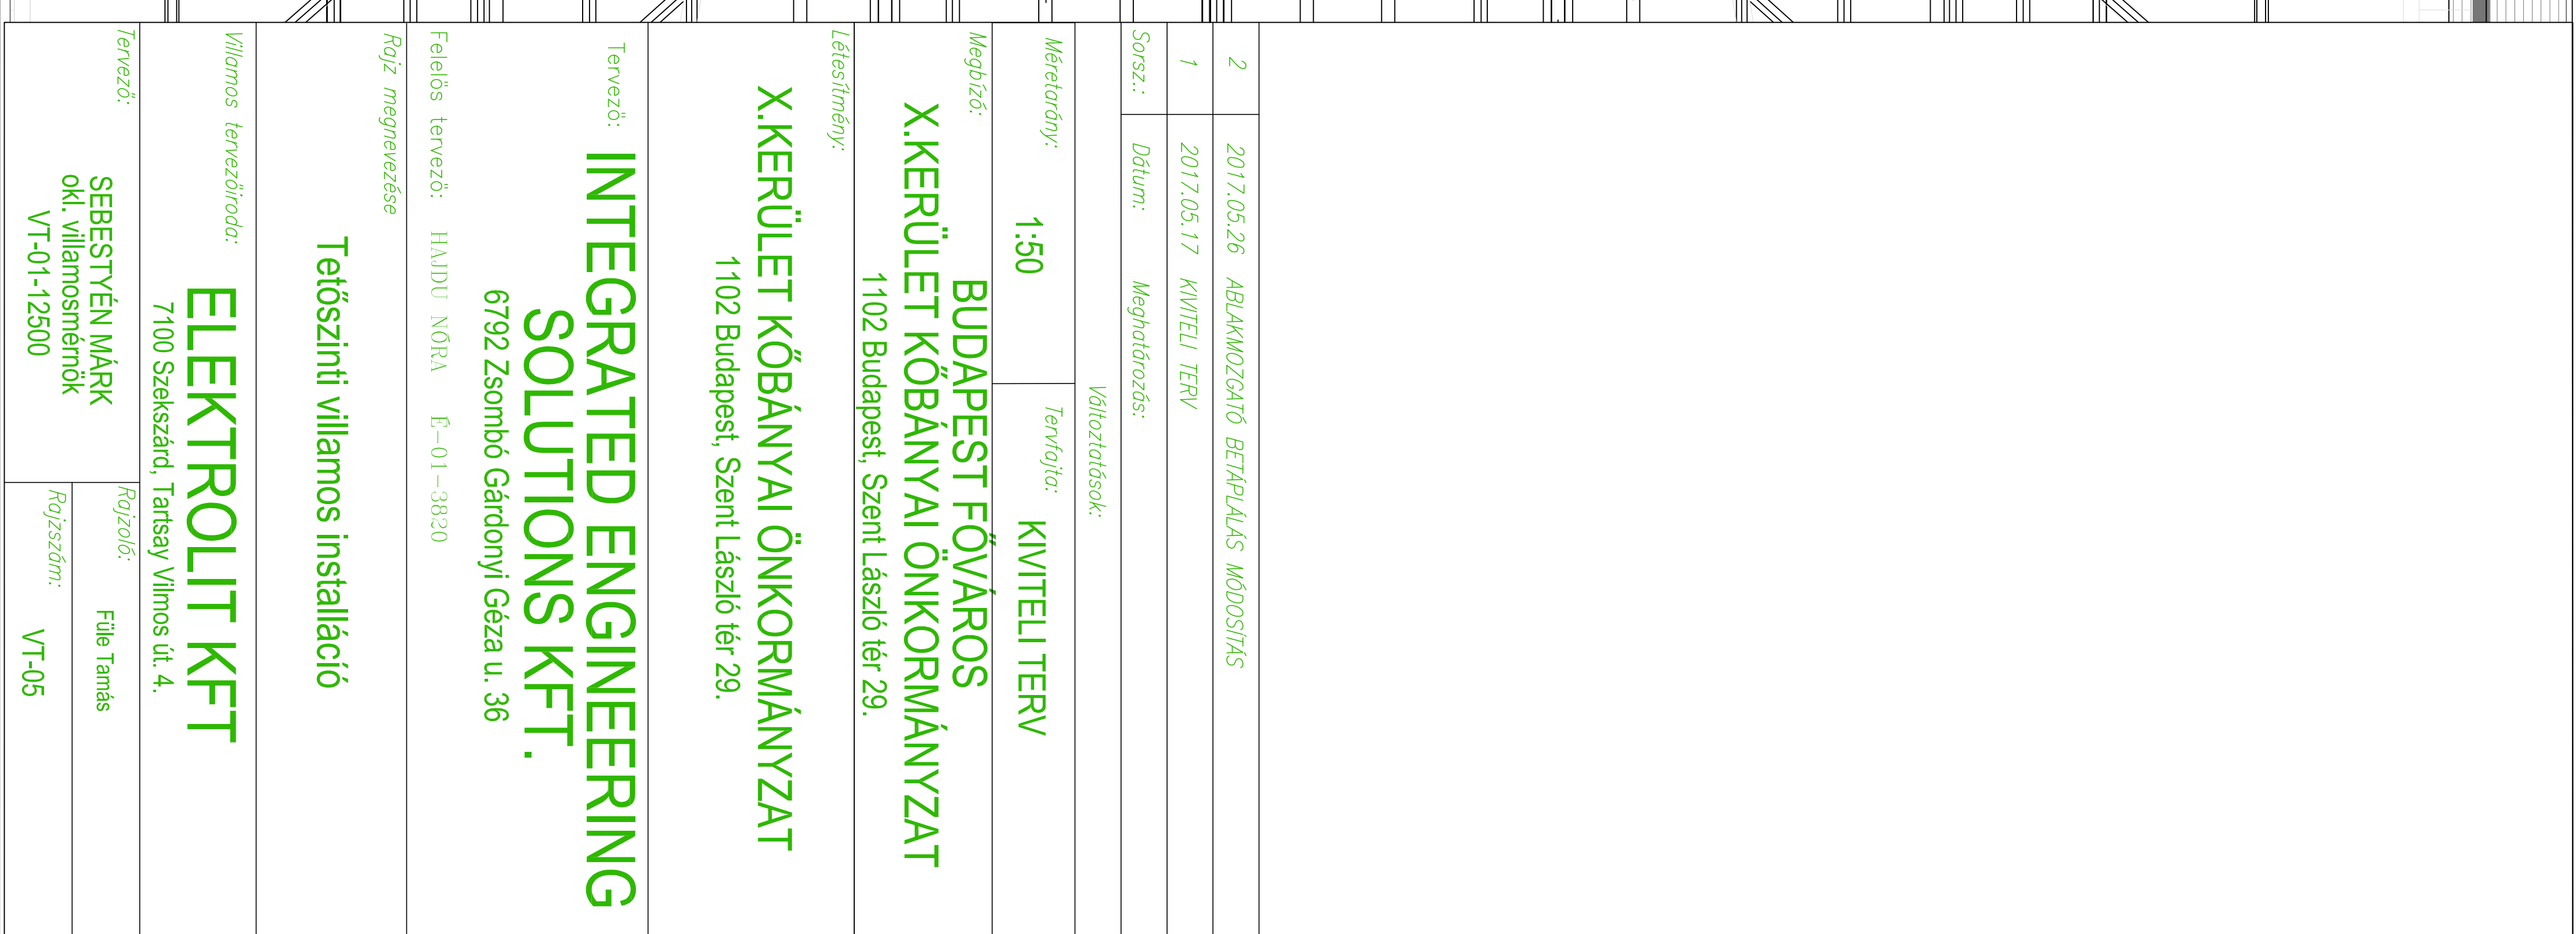 2 2017.05.26 ABLAKMOZGATÓ BETÁPLÁLÁS MÓDOSÍTÁS
1 2017.05.17 KIVITELI TERV
Sorsz.: Dátum: Meghatározás:
Változtatások:
Méretarány: Tervfajta:
1:50 KIVITELI TERV
Megbízó:
BUDAPEST FŐVÁROS
X.KERÜLET KŐBÁNYAI ÖNKORMÁNYZAT
1102 Budapest, Szent László tér 29.
Létesítmény:
X.KERÜLET KŐBÁNYAI ÖNKORMÁNYZAT
1102 Budapest, Szent László tér 29.
Tervező:
INTEGRATED ENGINEERING
SOLUTIONS KFT.
6792 Zsombó Gárdonyi Géza u. 36
Felelős tervező: HAJDU NÓRA É-01-3820
Rajz megnevezése
Tetőszinti villamos installáció
Villamos tervezőiroda:
ELEKTROLIT KFT
7100 Szekszárd, Tartsay Vilmos út. 4.
Tervező:
SEBESTYÉN MÁRK
okl. villamosmérnök
VT-01-12500
Rajzoló:
Füle Tamás
Rajzszám:
VT-05